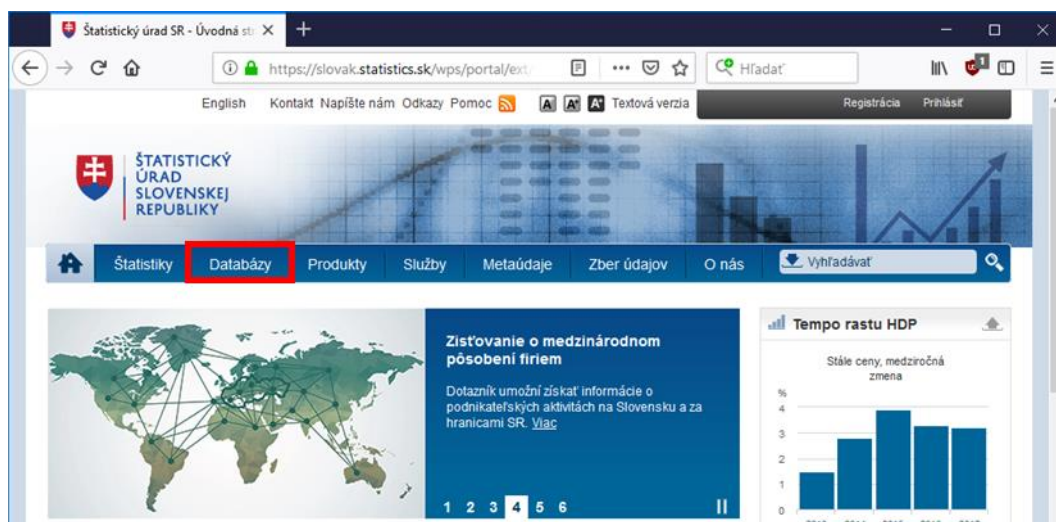 Štatistický úrad SR - Úvodná st
https://slovak.statistics.sk/wps/portal/ext
Hľadať
1
English Kontakt Napíšte nám Odkazy Pomoc A A+ A+ Textová verzia Registrácia Prihlásiť
ŠTATISTICKÝ
ÚRAD
SLOVENSKEJ
REPUBLIKY
Štatistiky Databázy Produkty Služby Metaúdaje Zber údajov O nás Vyhľadávať
Zisťovanie o medzinárodnom
pôsobení firiem
Dotazník umožní získať informácie o
podnikateľských aktivitách na Slovensku a za
hranicami SR. Viac
1 2 3 4 5 6
Tempo rastu HDP
Stále ceny, medziročná
zmena
%
4
3
2
1
0